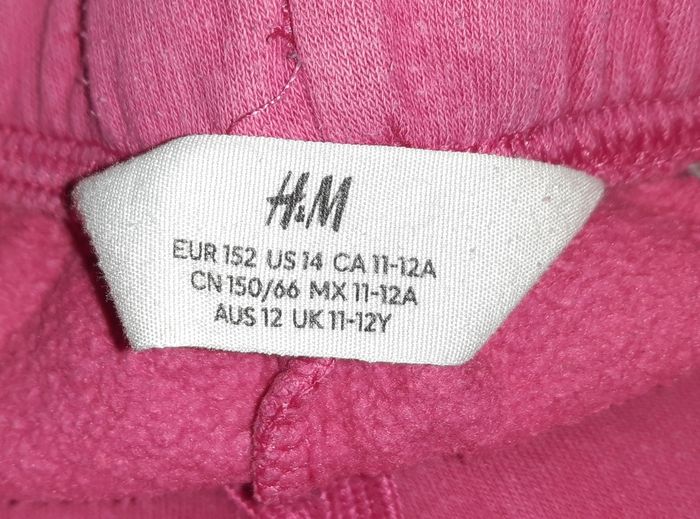 H&M
EUR 152 US 14 CA 11-12A
CN 150/66 MX 11-12A
AUS 12 UK 11-12Y